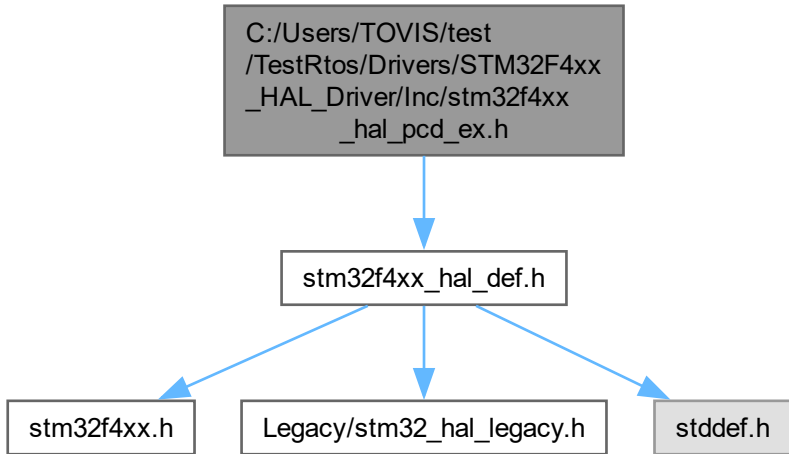 C:/Users/TOVIS/test
/TestRtos/Drivers/STM32F4xx
_HAL_Driver/Inc/stm32f4xx
_hal_pcd_ex.h
stm32f4xx_hal_def.h
stm32f4xx.h
Legacy/stm32_hal_legacy.h
stddef.h